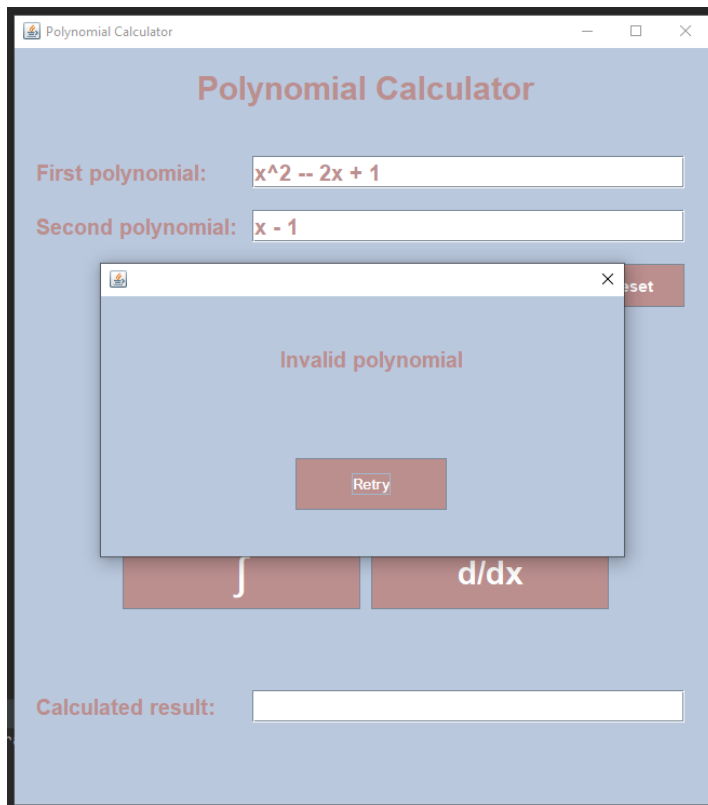 Polynomial Calculator
Polynomial Calculator
First polynomial: x^2 -- 2x + 1
Second polynomial: x - 1
eset
Invalid polynomial
Retry
∫ d/dx
Calculated result: